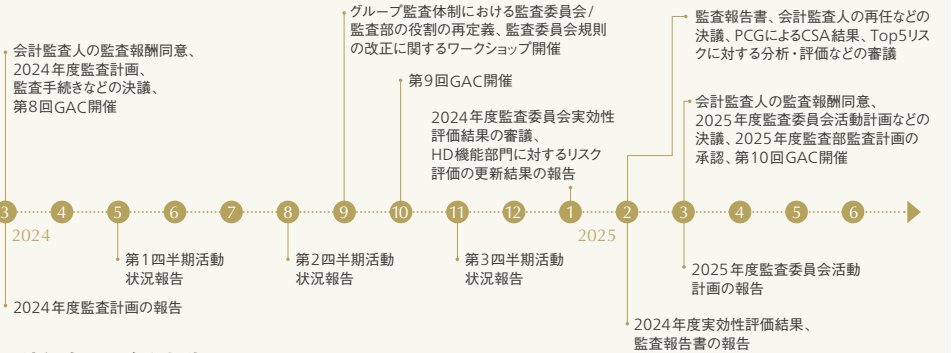 会計監査人の監査報酬同意、
2024年度監査計画、
監査手続きなどの決議、
第8回GAC開催
グループ監査体制における監査委員会/
監査部の役割の再定義、監査委員会規則
の改正に関するワークショップ開催
第9回GAC開催
2024年度監査委員会実効性
評価結果の審議、
HD機能部門に対するリスク
評価の更新結果の報告
監査報告書、会計監査人の再任などの
決議、PCGによるCSA結果、Top5リス
クに対する分析・評価などの審議
会計監査人の監査報酬同意、
2025年度監査委員会活動計画などの
決議、2025年度監査部監査計画の
承認、第10回GAC開催
3 4 5 6 7 8 9 10 11 12 1 2 3 4 5 6
2024 2025
第1四半期活動
状況報告
第2四半期活動
状況報告
第3四半期活動
状況報告
2025年度監査委員会活動
計画の報告
2024年度監査計画の報告
2024年度実効性評価結果、
監査報告書の報告